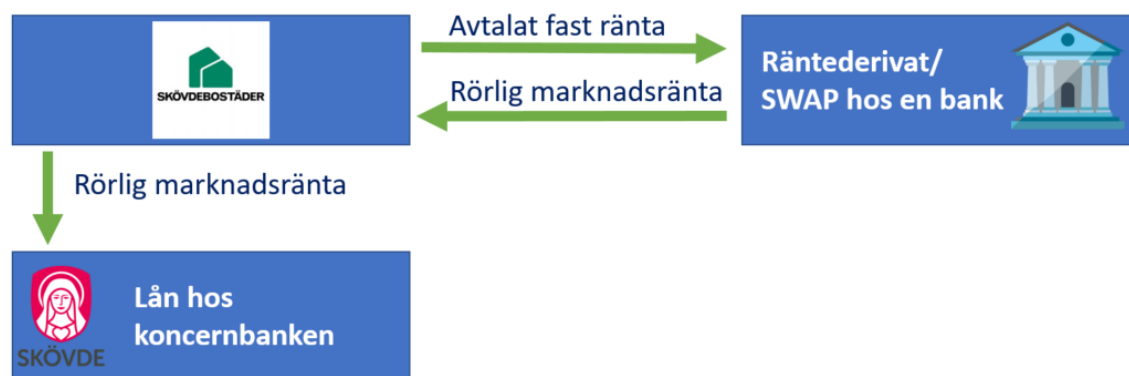 Avtalat fast ränta
SKÖVDEBOSTÄDER
Räntederivat/
SWAP hos en bank
Rörlig marknadsränta
Rörlig marknadsränta
Lån hos
koncernbanken
SKÖVDE